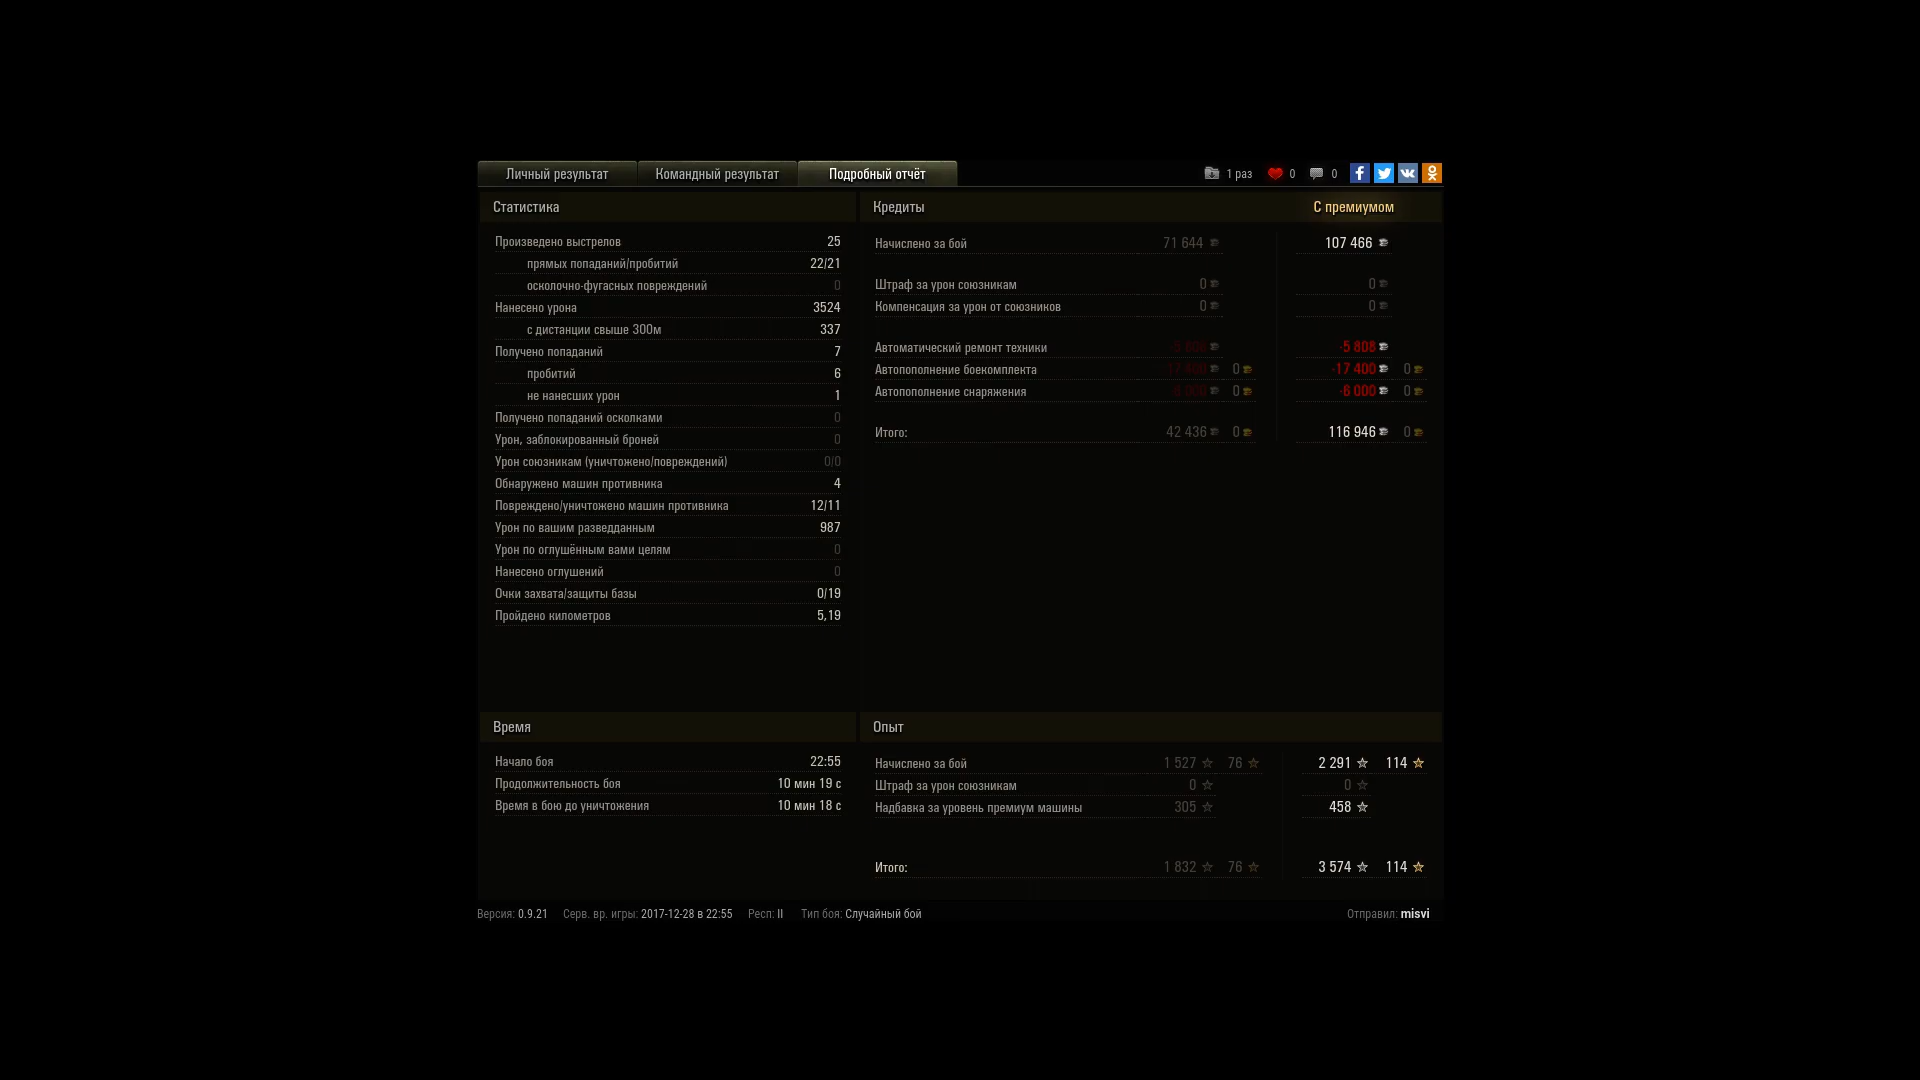 Личный результат Командный результат Подробный отчёт 1 раз 0 0
Статистика
Произведено выстрелов 25
прямых попаданий/пробитий 22/21
осколочно-фугасных повреждений 0
Нанесено урона 3524
с дистанции свыше 300м 337
Получено попаданий 7
пробитий 6
не нанесших урон 1
Получено попаданий осколками 0
Урон, заблокированный броней 0
Урон союзникам (уничтожено/повреждений) 0/0
Обнаружено машин противника 4
Повреждено/уничтожено машин противника 12/11
Урон по вашим разведданным 987
Урон по оглушённым вами целям 0
Нанесено оглушений 0
Очки захвата/защиты базы 0/19
Пройдено километров 5,19
Кредиты С премиумом
Начислено за бой 71 644 107 466
Штраф за урон союзникам 0 0
Компенсация за урон от союзников 0 0
Автоматический ремонт техники -5 808
Автопополнение боекомплекта 0 -17 400 0
Автопополнение снаряжения 0 -6 000 0
Итого: 42 436 0 116 946 0
Время
Начало боя 22:55
Продолжительность боя 10 мин 19 с
Время в бою до уничтожения 10 мин 18 с
Опыт
Начислено за бой 1 527 76 2 291 114
Штраф за урон союзникам 0 0
Надбавка за уровень премиум машины 305 458
Итого: 1 832 76 3 574 114
Версия: 0.9.21 Серв. вр. игры: 2017-12-28 в 22:55 Респ: II Тип боя: Случайный бой Отправил: misvi